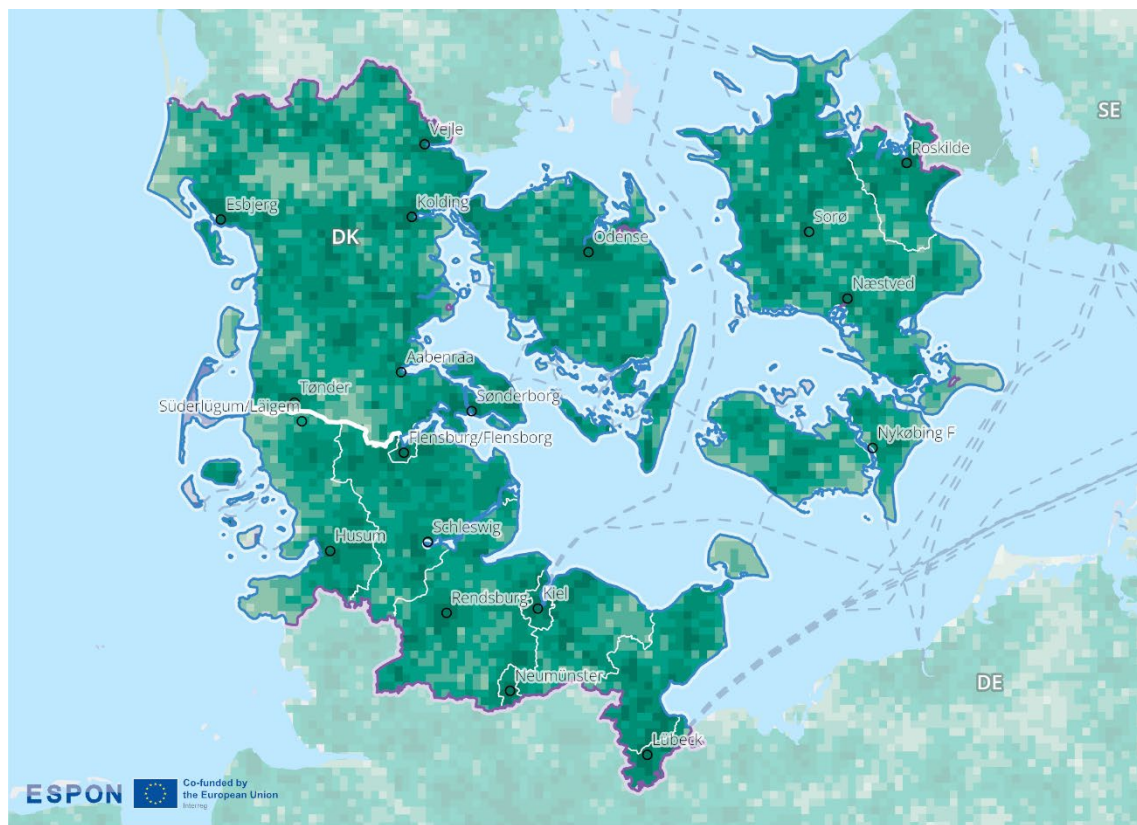 SE
Vejle
Roskilde
Esbjerg
Kolding
DK
Sorø
Odense
Næstved
Aabenraa
Tønder
Sønderborg
Süderlügum/Läigem
Flensburg/Flensborg
Nykøbing F
Schleswig
Husum
Rendsburg
Kiel
Neumünster
DE
Lübeck
ESPON
Co-funded by
the European Union
Interreg